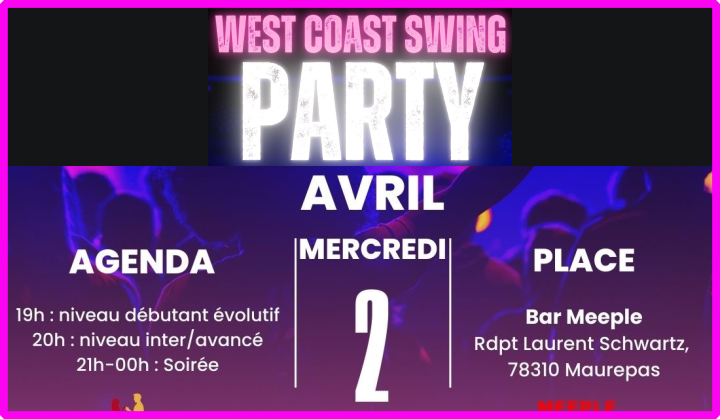 WEST COAST SWING
PARTY
AVRIL
MERCREDI
2
AGENDA
19h : niveau débutant évolutif
20h : niveau inter/avancé
21h-00h : Soirée
PLACE
Bar Meeple
Rdpt Laurent Schwartz,
78310 Maurepas